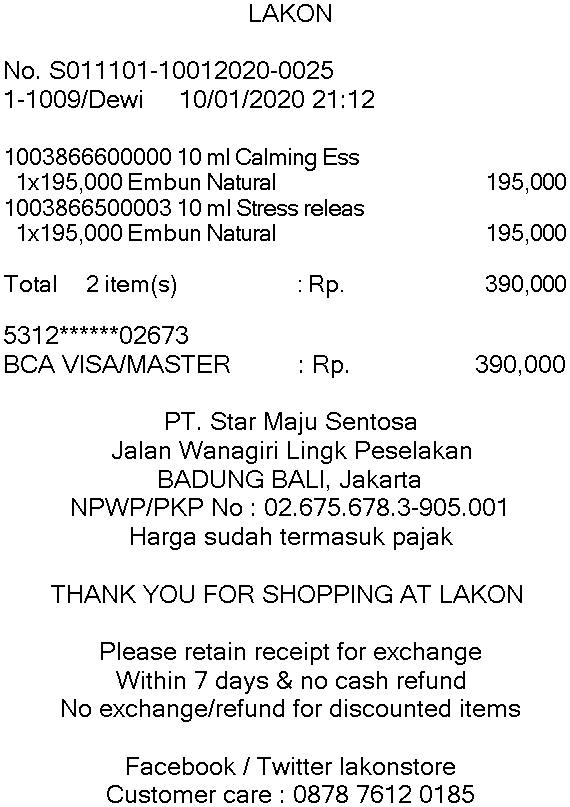 LAKON
No. S011101-10012020-0025
1-1009/Dewi 10/01/2020 21:12
1003866600000 10 ml Calming Ess
1x195,000 Embun Natural 195,000
1003866500003 10 ml Stress releas
1x195,000 Embun Natural 195,000
Total 2 item(s) : Rp. 390,000
5312******02673
BCA VISA/MASTER : Rp. 390,000
PT. Star Maju Sentosa
Jalan Wanagiri Lingk Peselakan
BADUNG BALI, Jakarta
NPWP/PKP No : 02.675.678.3-905.001
Harga sudah termasuk pajak
THANK YOU FOR SHOPPING AT LAKON
Please retain receipt for exchange
Within 7 days & no cash refund
No exchange/refund for discounted items
Facebook / Twitter lakonstore
Customer care : 0878 7612 0185